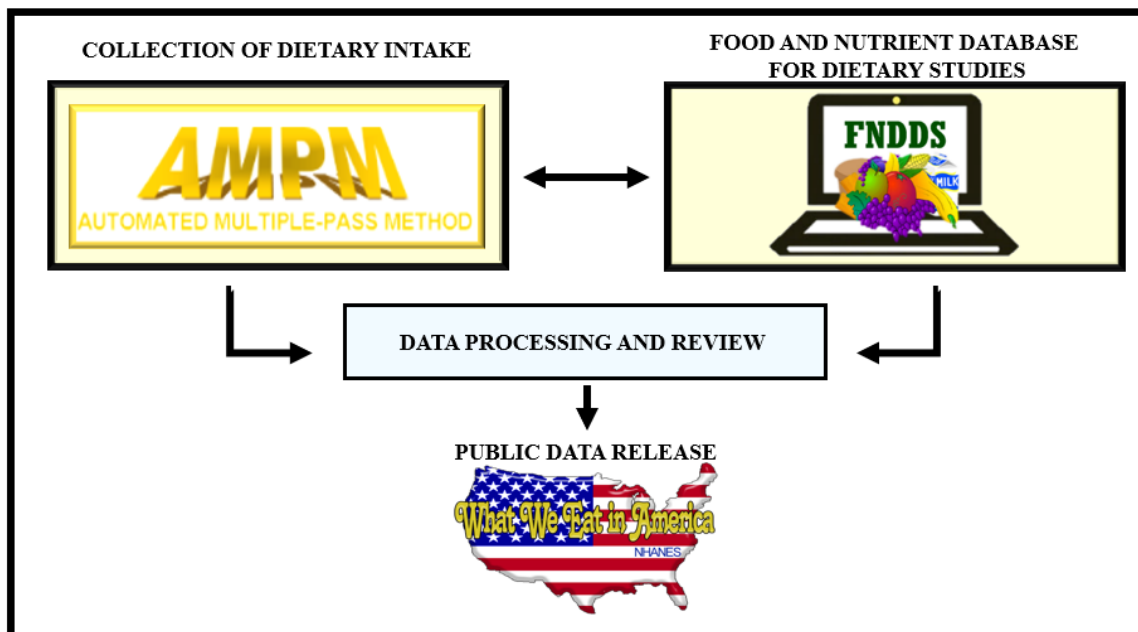 COLLECTION OF DIETARY INTAKE
AMPM
AUTOMATED MULTIPLE-PASS METHOD
FOOD AND NUTRIENT DATABASE
FOR DIETARY STUDIES
FNDDS
MILK
DATA PROCESSING AND REVIEW
PUBLIC DATA RELEASE
What We Eat in America
NHANES